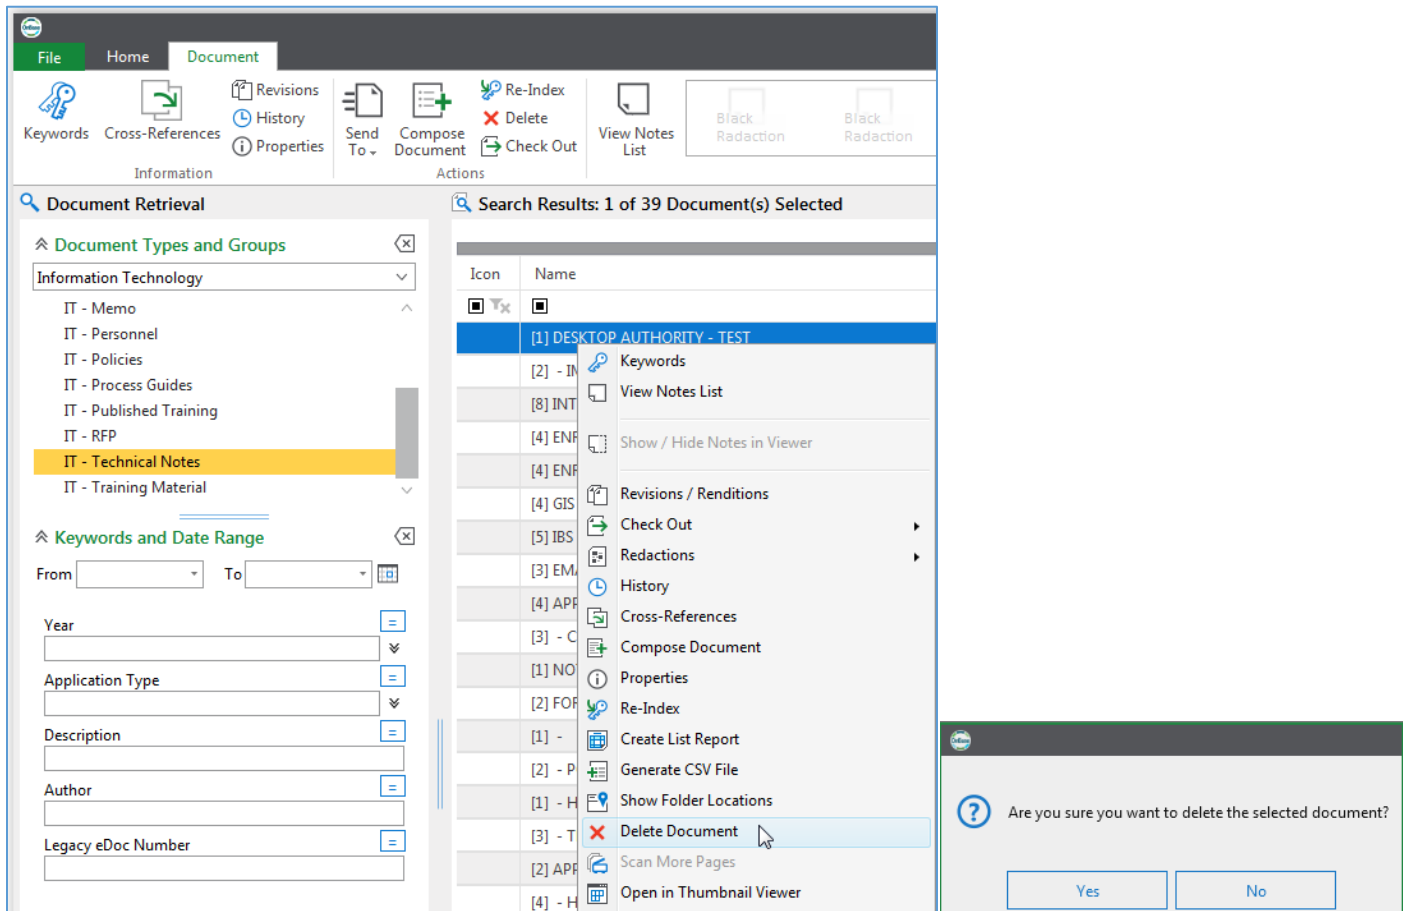 OnBase
File Home Document
Keywords
Cross-References
Revisions
History
Properties
Information
Send
To
Compose
Document
Re-Index
Delete
Check Out
Actions
View Notes
List
Black
Redaction
Black
Redaction
Document Retrieval
Document Types and Groups
Information Technology
IT - Memo
IT - Personnel
IT - Policies
IT - Process Guides
IT - Published Training
IT - RFP
IT - Technical Notes
IT - Training Material
Keywords and Date Range
From To
Year =
Application Type =
Description =
Author =
Legacy eDoc Number =
Search Results: 1 of 39 Document(s) Selected
Icon Name
[1] DESKTOP AUTHORITY - TEST
[2] - IN
[8] INT
[4] ENF
[4] ENF
[4] GIS
[5] IBS
[3] EMA
[4] APP
[3] - C
[1] NO
[2] FOR
[1] -
[2] - P
[1] - H
[3] - T
[2] APP
[4] - H
Keywords
View Notes List
Show / Hide Notes in Viewer
Revisions / Renditions
Check Out
Redactions
History
Cross-References
Compose Document
Properties
Re-Index
Create List Report
Generate CSV File
Show Folder Locations
Delete Document
Scan More Pages
Open in Thumbnail Viewer
OnBase
Are you sure you want to delete the selected document?
Yes No